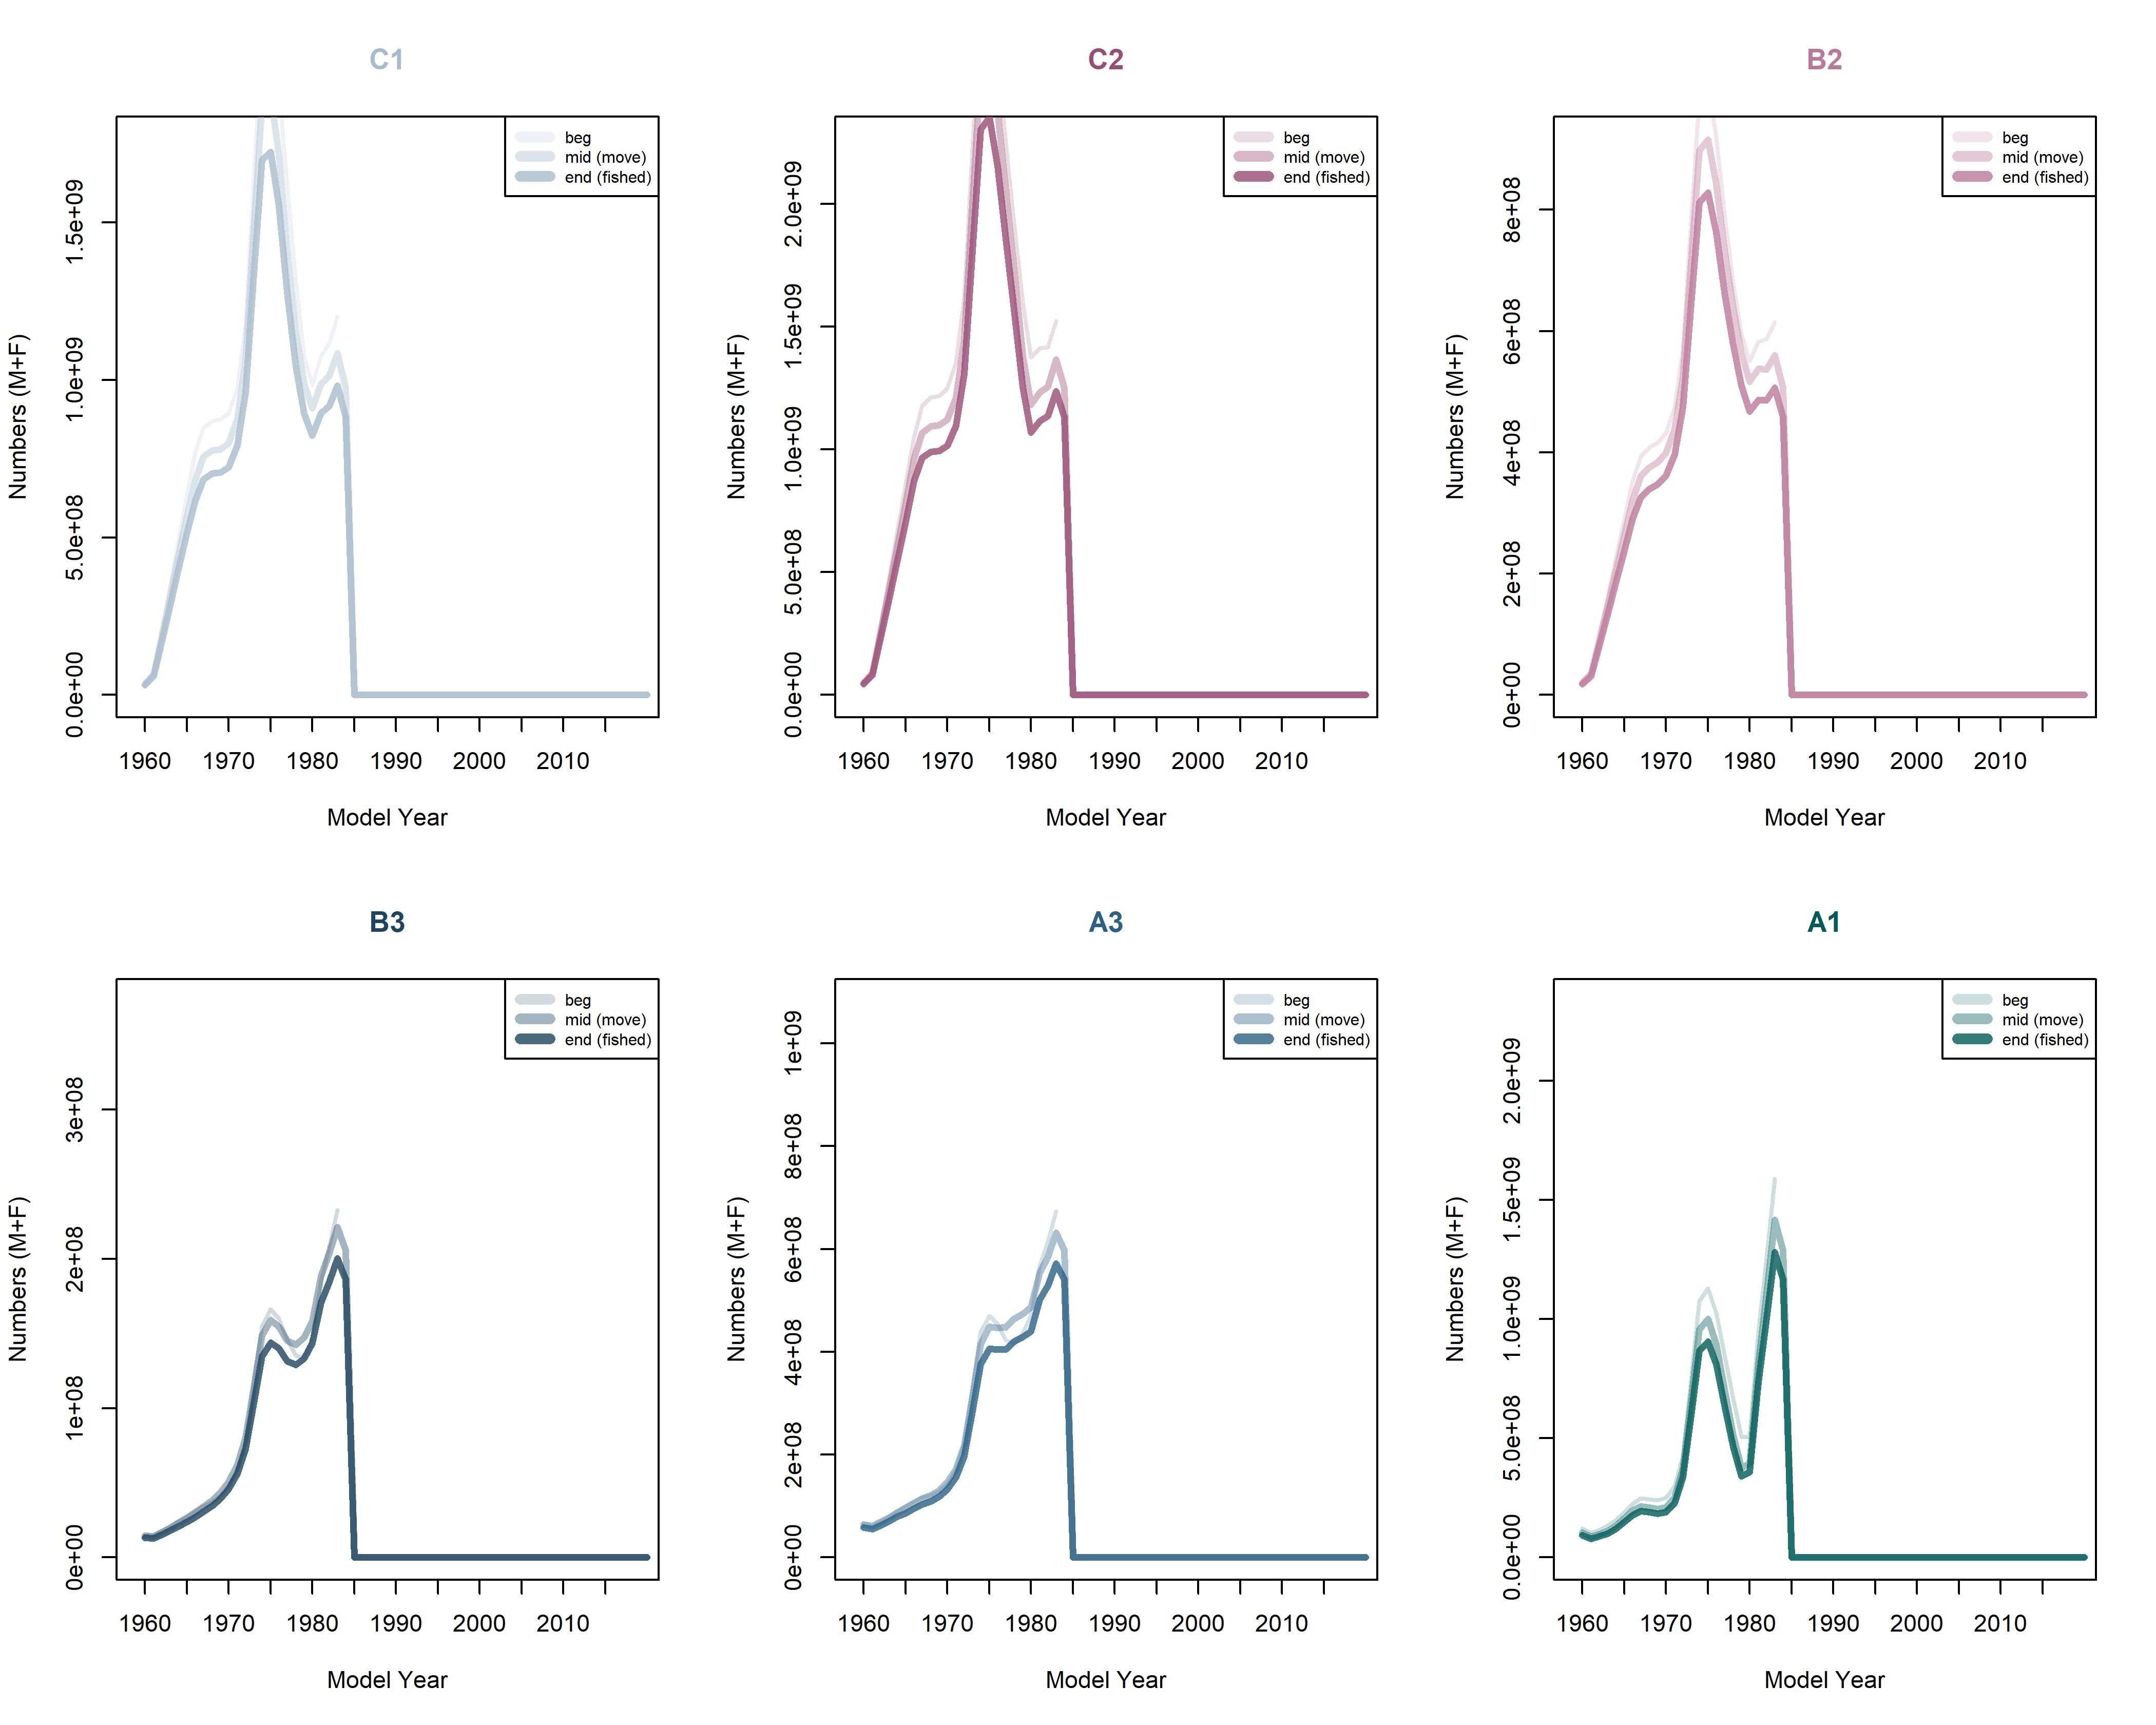 C1
beg
mid (move)
end (fished)
Numbers (M+F)
0.0e+00 5.0e+08 1.0e+09 1.5e+09
1960 1970 1980 1990 2000 2010
Model Year
C2
beg
mid (move)
end (fished)
Numbers (M+F)
0.0e+00 5.0e+08 1.0e+09 1.5e+09 2.0e+09
1960 1970 1980 1990 2000 2010
Model Year
B2
beg
mid (move)
end (fished)
Numbers (M+F)
0e+00 2e+08 4e+08 6e+08 8e+08
1960 1970 1980 1990 2000 2010
Model Year
B3
beg
mid (move)
end (fished)
Numbers (M+F)
0e+00 1e+08 2e+08 3e+08
1960 1970 1980 1990 2000 2010
Model Year
A3
beg
mid (move)
end (fished)
Numbers (M+F)
0e+00 2e+08 4e+08 6e+08 8e+08 1e+09
1960 1970 1980 1990 2000 2010
Model Year
A1
beg
mid (move)
end (fished)
Numbers (M+F)
0.0e+00 5.0e+08 1.0e+09 1.5e+09 2.0e+09
1960 1970 1980 1990 2000 2010
Model Year